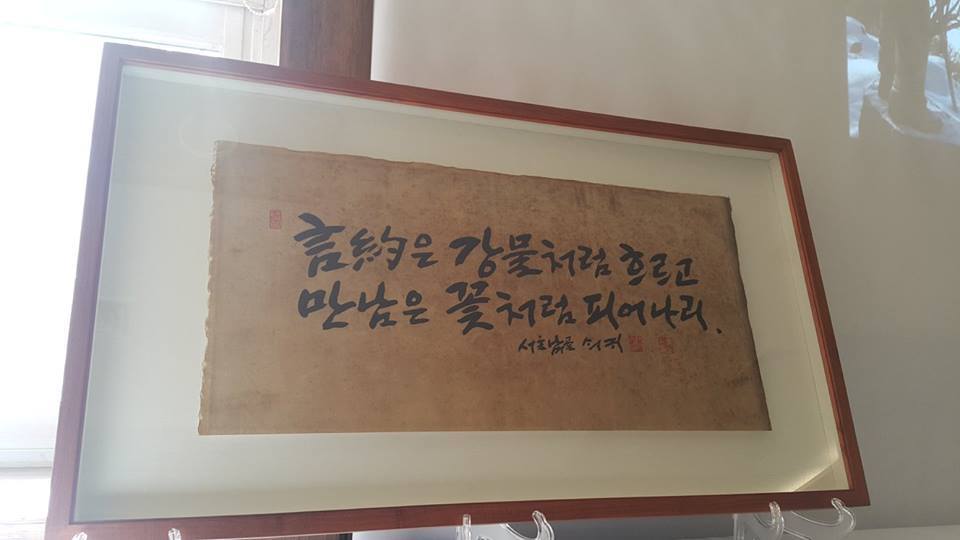 言約은 강물처럼 흐르고
만남은 꽃처럼 피어나리.